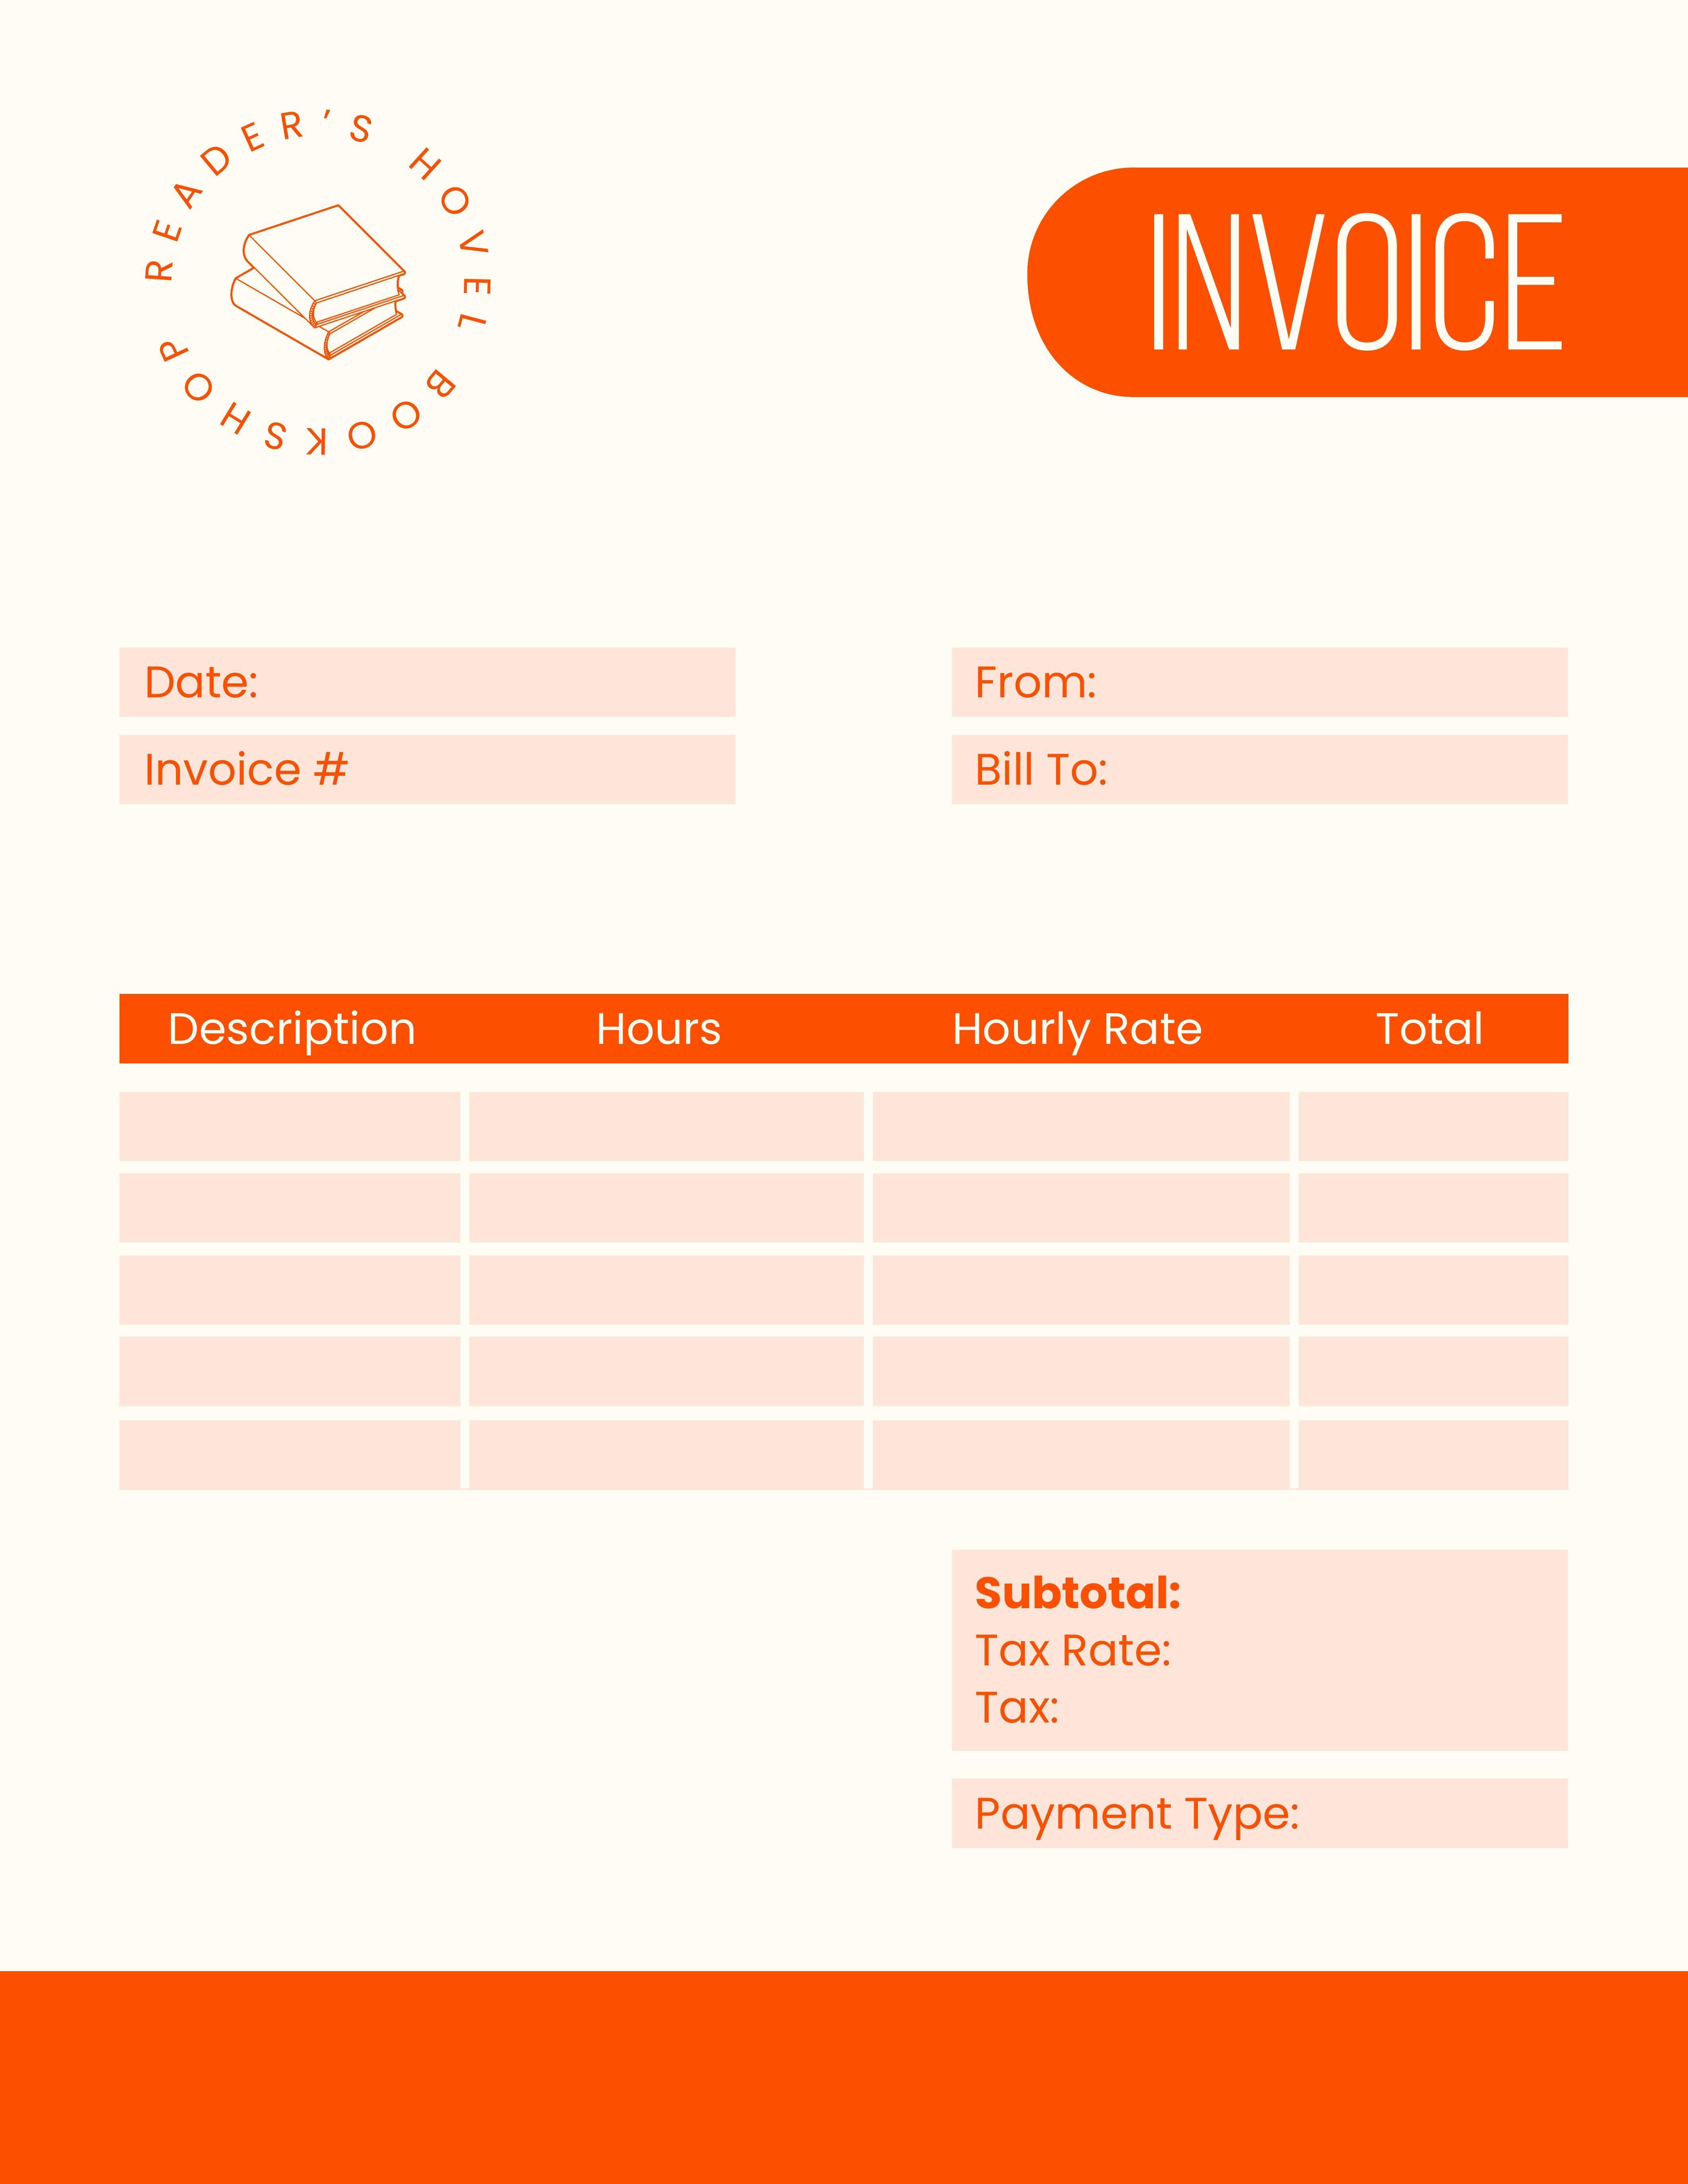 READER’S HOVEL BOOKSHOP
INVOICE
Date:
From:
Invoice #
Bill To:
Description Hours Hourly Rate Total
Subtotal:
Tax Rate:
Tax:
Payment Type: